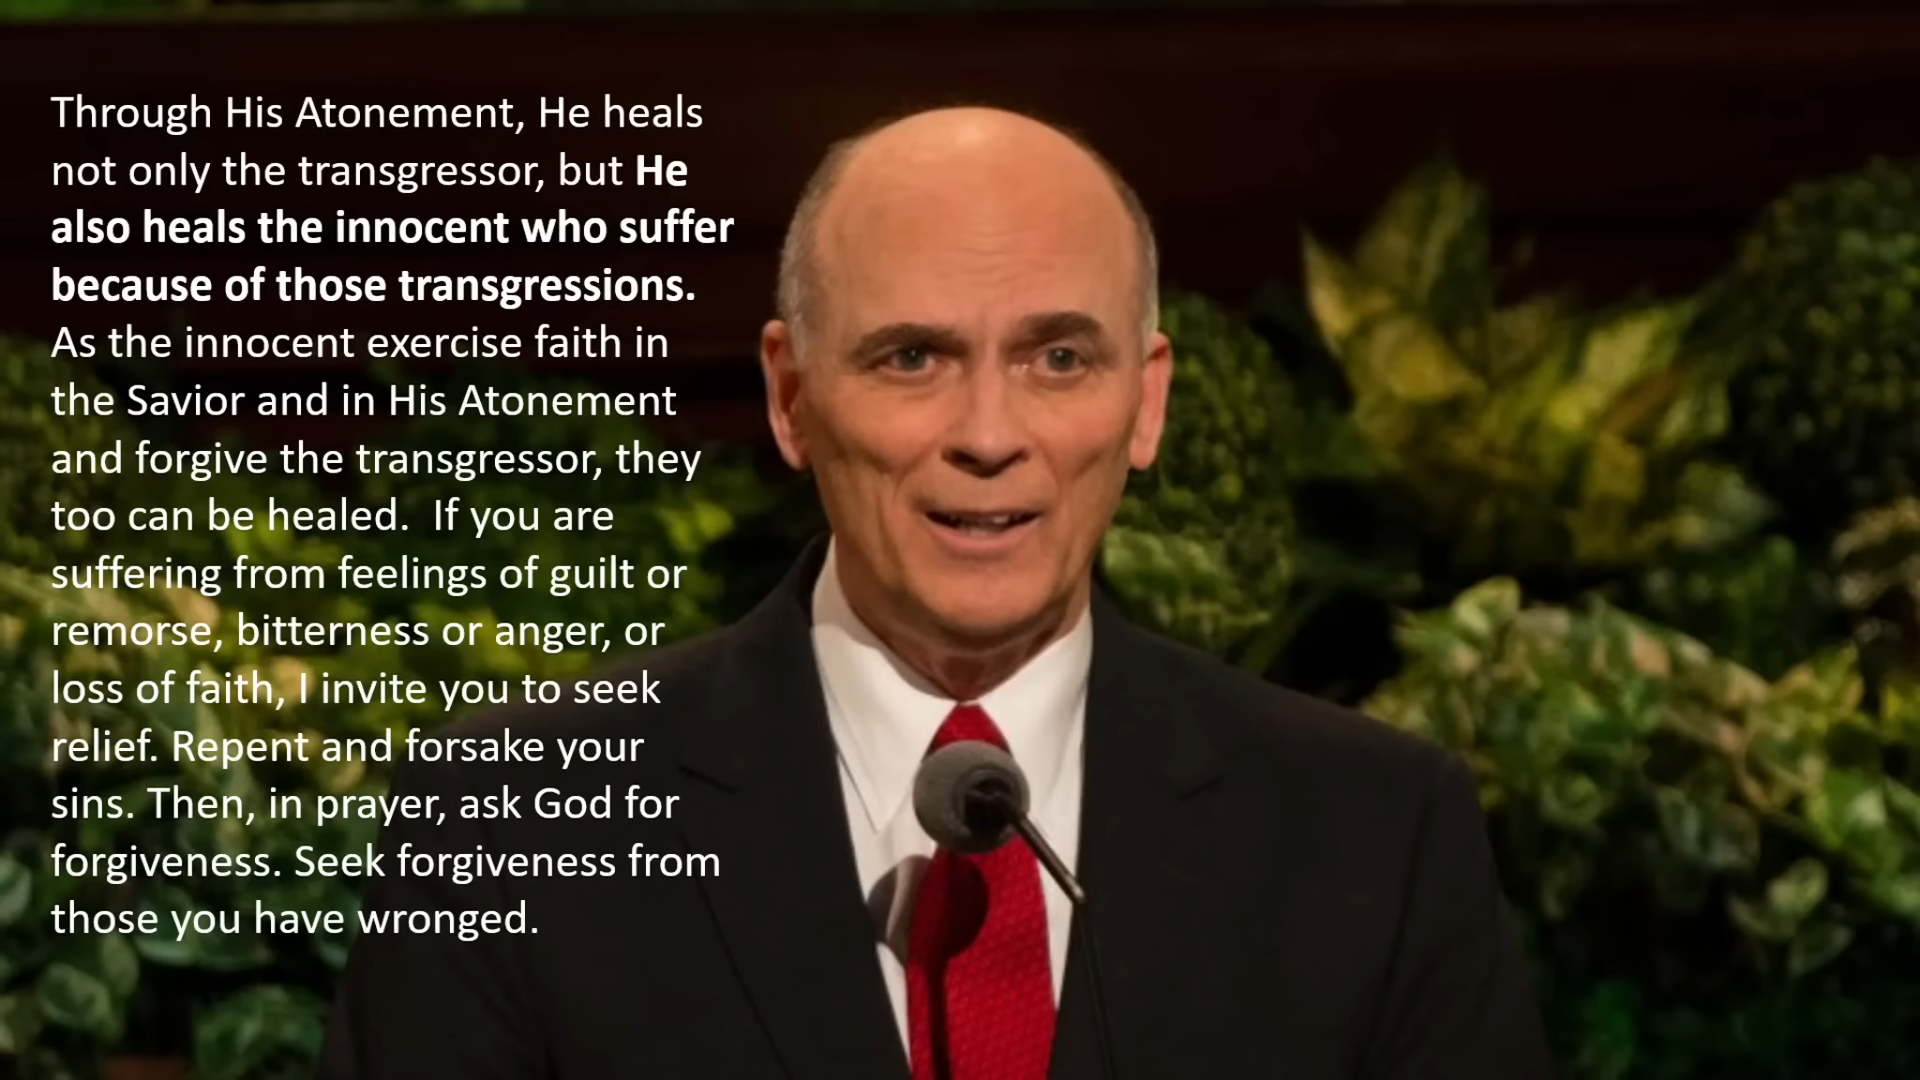 Through His Atonement, He heals
not only the transgressor, but He
also heals the innocent who suffer
because of those transgressions.
As the innocent exercise faith in
the Savior and in His Atonement
and forgive the transgressor, they
too can be healed.  If you are
suffering from feelings of guilt or
remorse, bitterness or anger, or
loss of faith, I invite you to seek
relief. Repent and forsake your
sins. Then, in prayer, ask God for
forgiveness. Seek forgiveness from
those you have wronged.